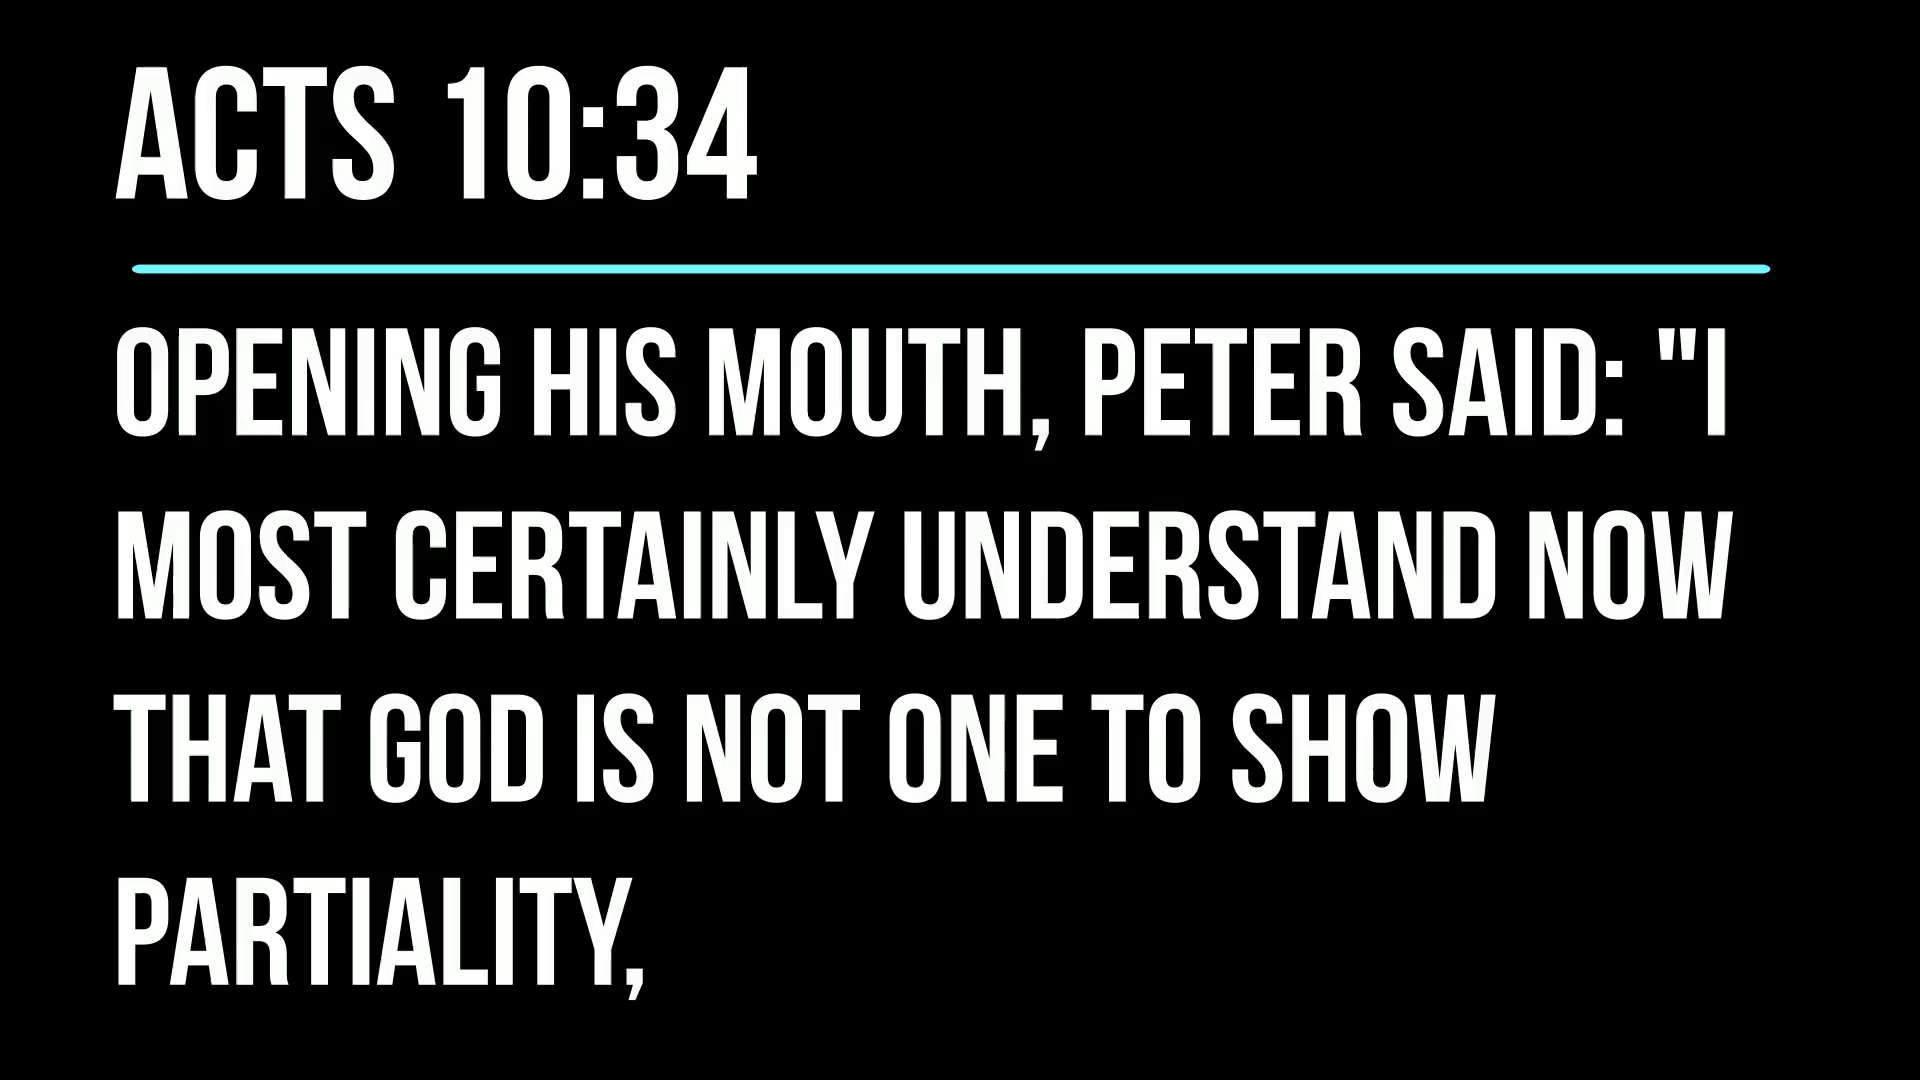 ACTS 10:34
OPENING HIS MOUTH, PETER SAID: "I
MOST CERTAINLY UNDERSTAND NOW
THAT GOD IS NOT ONE TO SHOW
PARTIALITY,